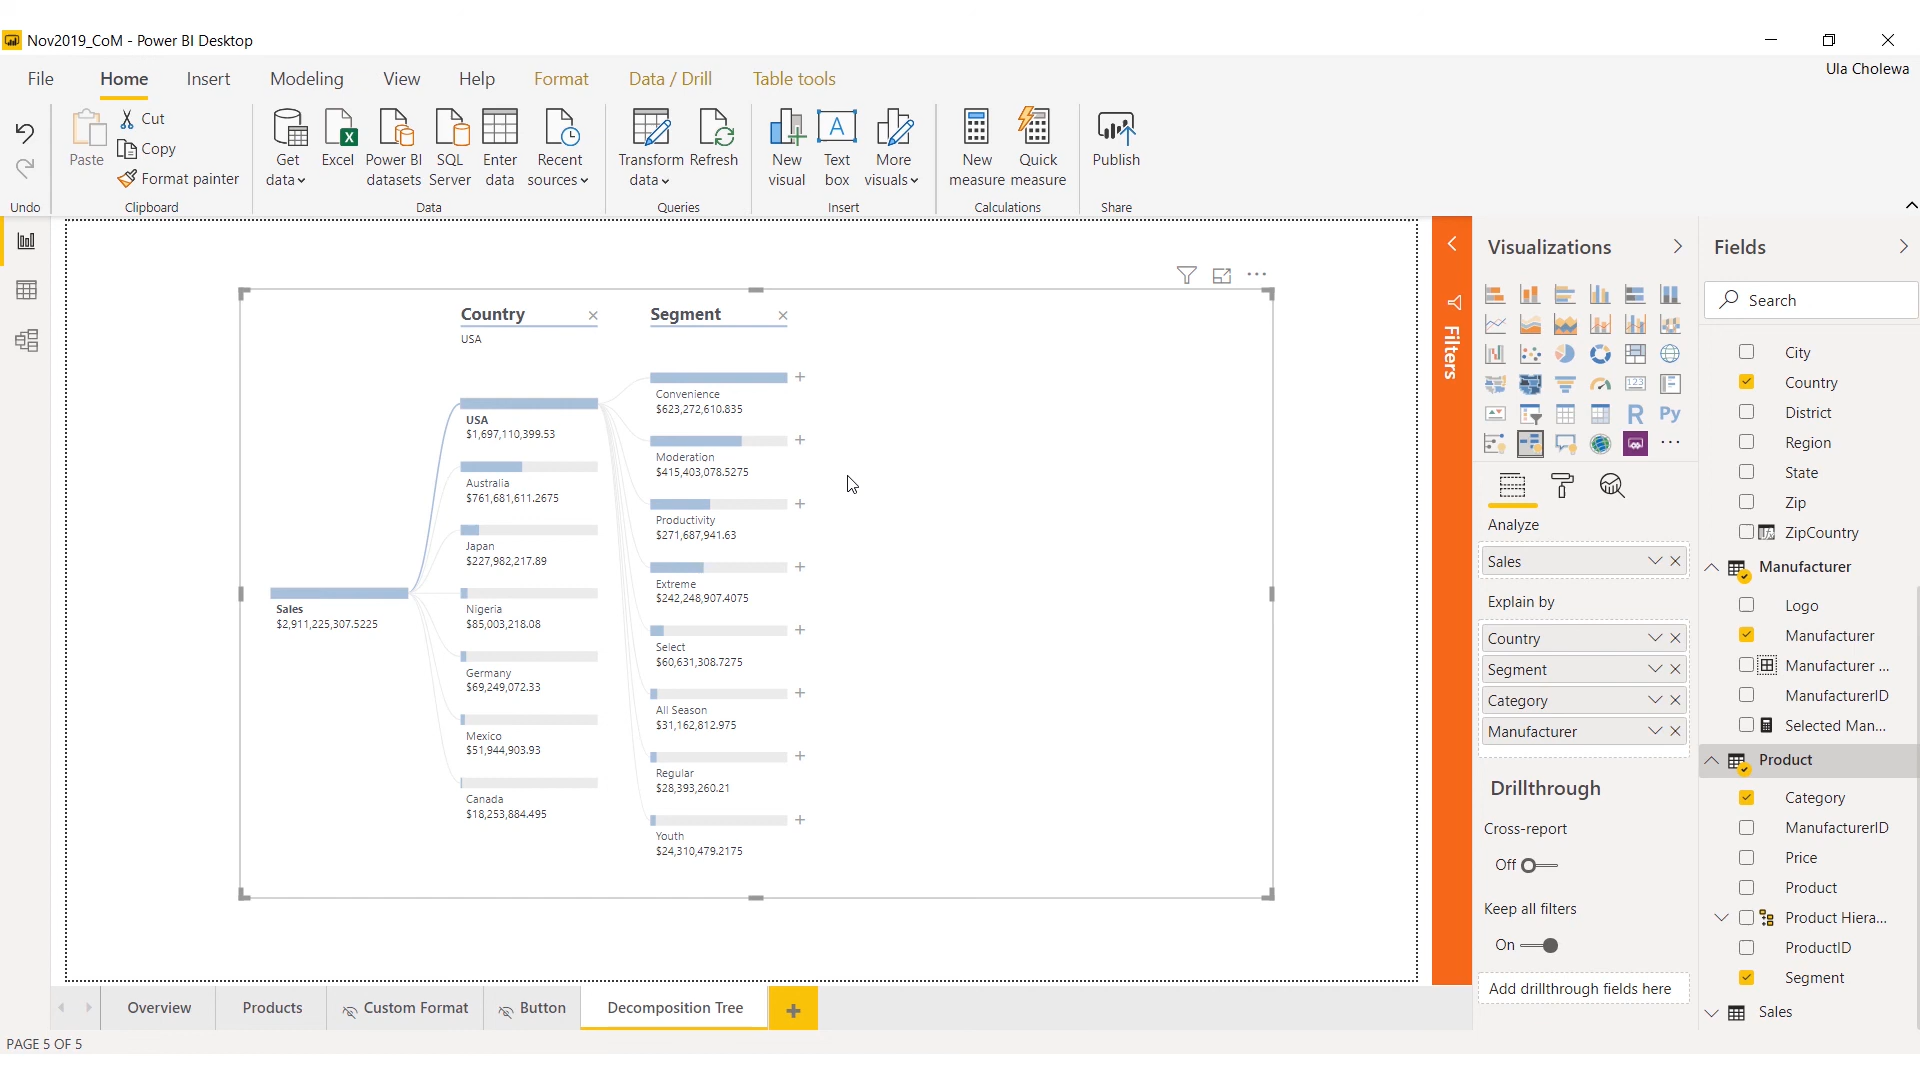 Nov2019_CoM - Power BI Desktop
Ula Cholewa
File Home Insert Modeling View Help Format Data / Drill Table tools
Undo
Paste
Cut
Copy
Format painter
Clipboard
Get data
Excel
Power BI datasets
SQL Server
Enter data
Recent sources
Data
Transform data
Refresh
Queries
New visual
A
Text box
More visuals
Insert
New measure
Quick measure
Calculations
Publish
Share
Country
USA
Segment
Sales
$2,911,225,307.5225
USA
$1,697,110,399.53
Australia
$761,681,611.2675
Japan
$227,982,217.89
Nigeria
$85,003,218.08
Germany
$69,249,072.33
Mexico
$51,944,903.93
Canada
$18,253,884.495
Convenience
$623,272,610.835
Moderation
$415,403,078.5275
Productivity
$271,687,941.63
Extreme
$242,248,907.4075
Select
$60,631,308.7275
All Season
$31,162,812.975
Regular
$28,393,260.21
Youth
$24,310,479.2175
Filters
Visualizations
123
R
Py
Analyze
Sales
Explain by
Country
Segment
Category
Manufacturer
Drillthrough
Cross-report
Off
Keep all filters
On
Add drillthrough fields here
Fields
Search
City
Country
District
Region
State
Zip
ZipCountry
Manufacturer
Logo
Manufacturer
Manufacturer ...
ManufacturerID
Selected Man...
Product
Category
ManufacturerID
Price
Product
Product Hiera...
ProductID
Segment
Sales
Overview Products Custom Format Button Decomposition Tree
PAGE 5 OF 5